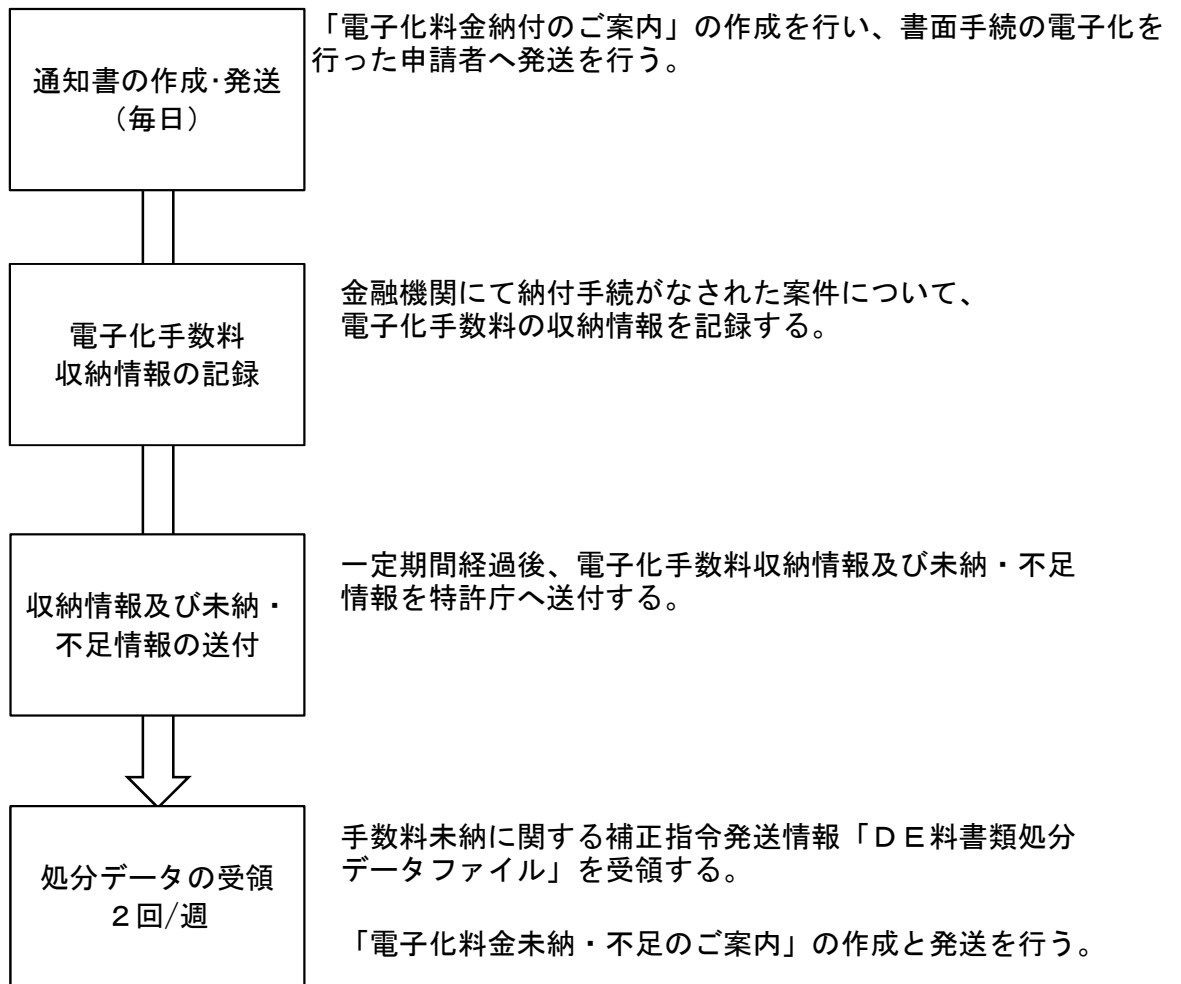 「電子化料金納付のご案内」の作成を行い、書面手続の電子化を
行った申請者へ発送を行う。
通知書の作成･発送
（毎日）
金融機関にて納付手続がなされた案件について、
電子化手数料の収納情報を記録する。
電子化手数料
収納情報の記録
一定期間経過後、電子化手数料収納情報及び未納・不足
情報を特許庁へ送付する。
収納情報及び未納・
不足情報の送付
手数料未納に関する補正指令発送情報「ＤＥ料書類処分
データファイル」を受領する。
処分データの受領
２回/週
「電子化料金未納・不足のご案内」の作成と発送を行う。